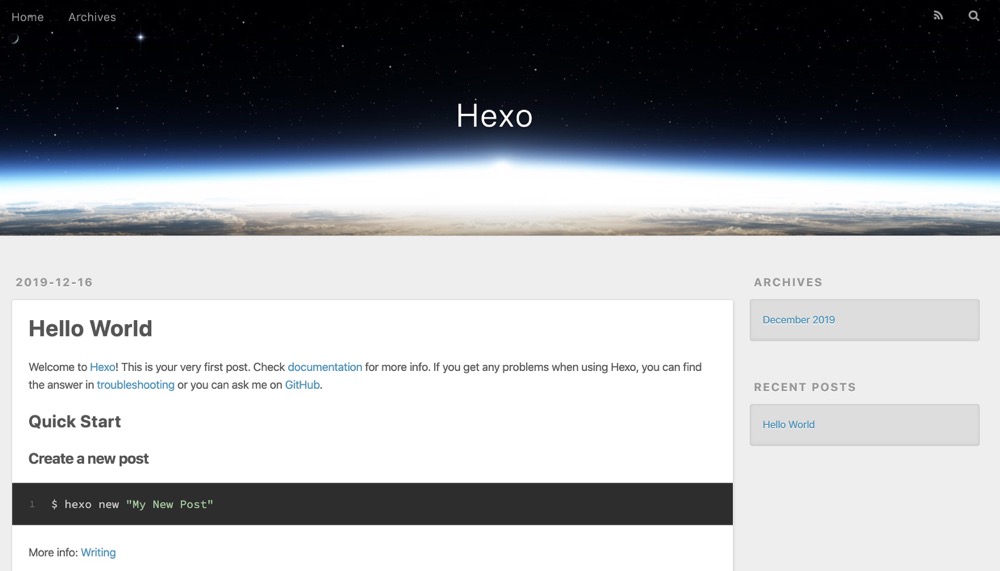 Home Archives
Hexo
2019-12-16
Hello World
Welcome to Hexo! This is your very first post. Check documentation for more info. If you get any problems when using Hexo, you can find
the answer in troubleshooting or you can ask me on GitHub.
Quick Start
Create a new post
1 $ hexo new "My New Post"
More info: Writing
ARCHIVES
December 2019
RECENT POSTS
Hello World